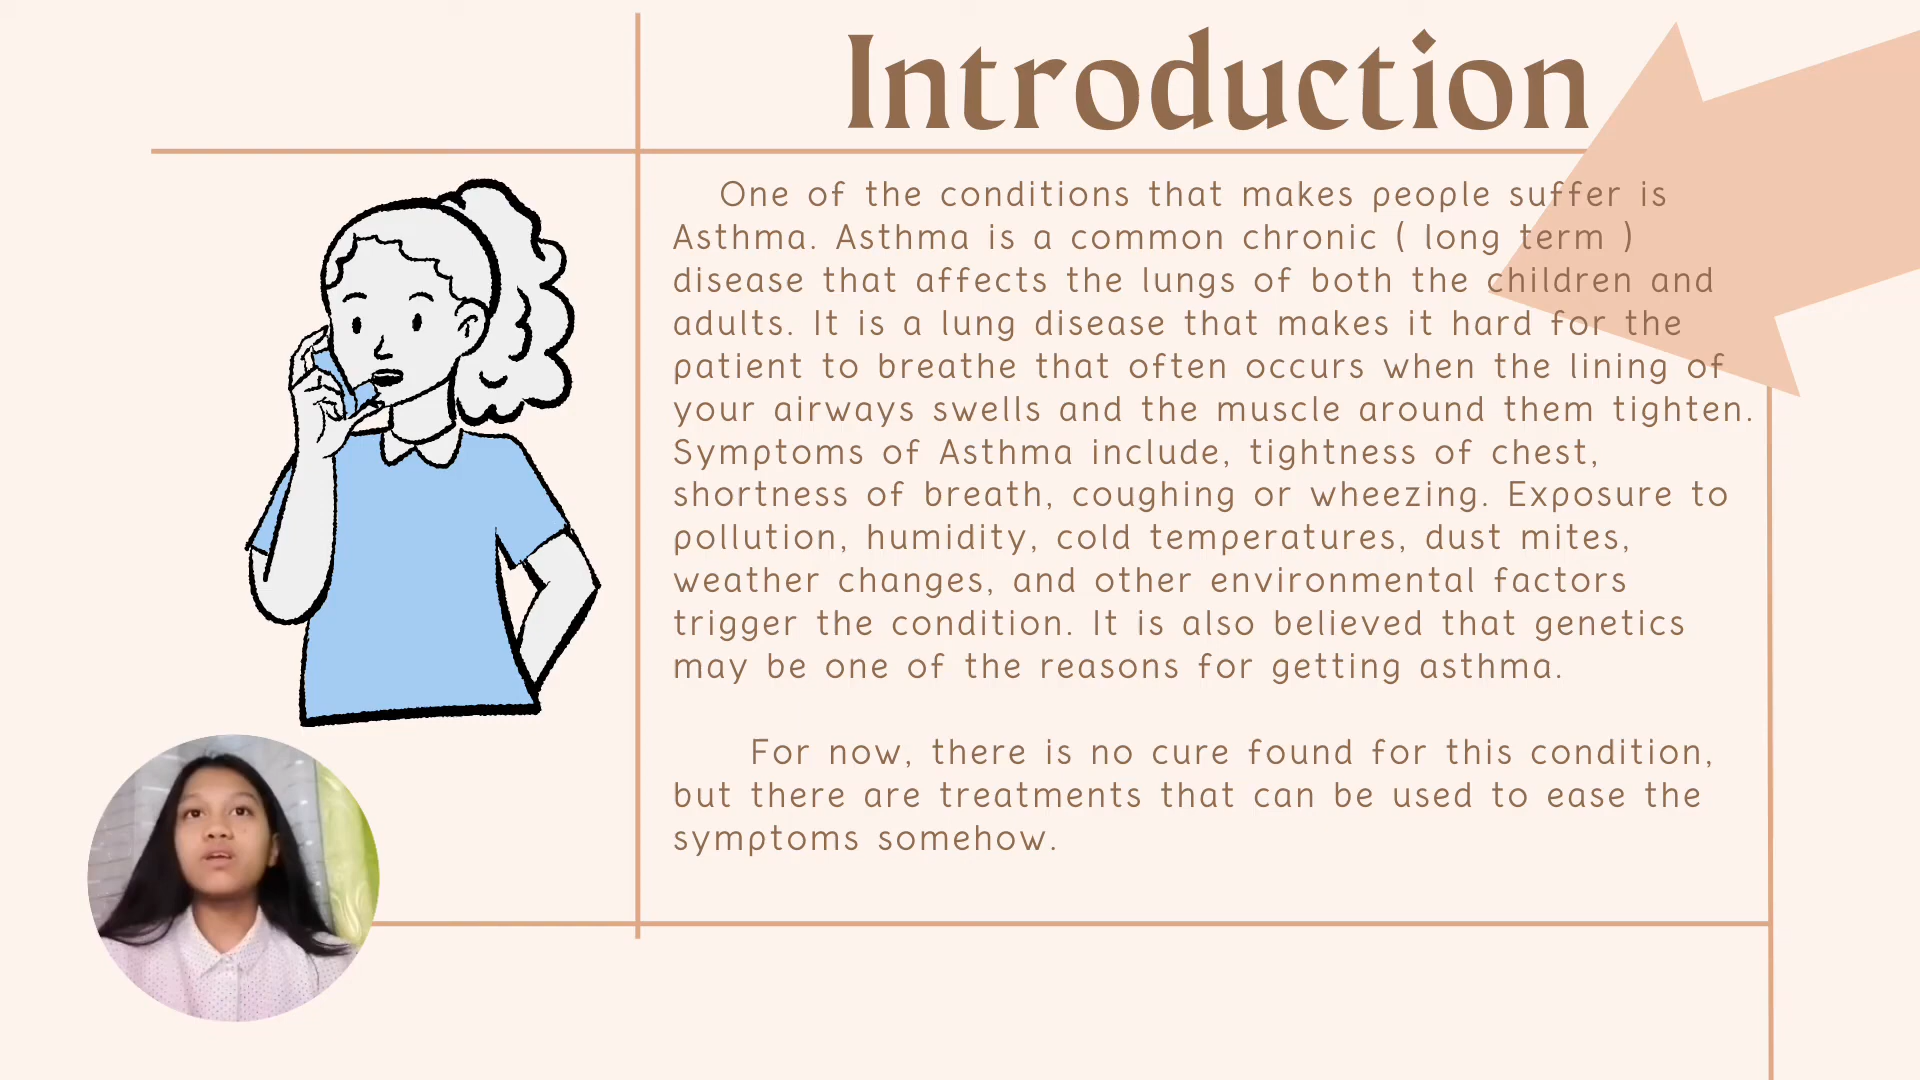 Introduction
One of the conditions that makes people suffer is
Asthma. Asthma is a common chronic ( long term )
disease that affects the lungs of both the children and
adults. It is a lung disease that makes it hard for the
patient to breathe that often occurs when the lining of
your airways swells and the muscle around them tighten.
Symptoms of Asthma include, tightness of chest,
shortness of breath, coughing or wheezing. Exposure to
pollution, humidity, cold temperatures, dust mites,
weather changes, and other environmental factors
trigger the condition. It is also believed that genetics
may be one of the reasons for getting asthma.
For now, there is no cure found for this condition,
but there are treatments that can be used to ease the
symptoms somehow.